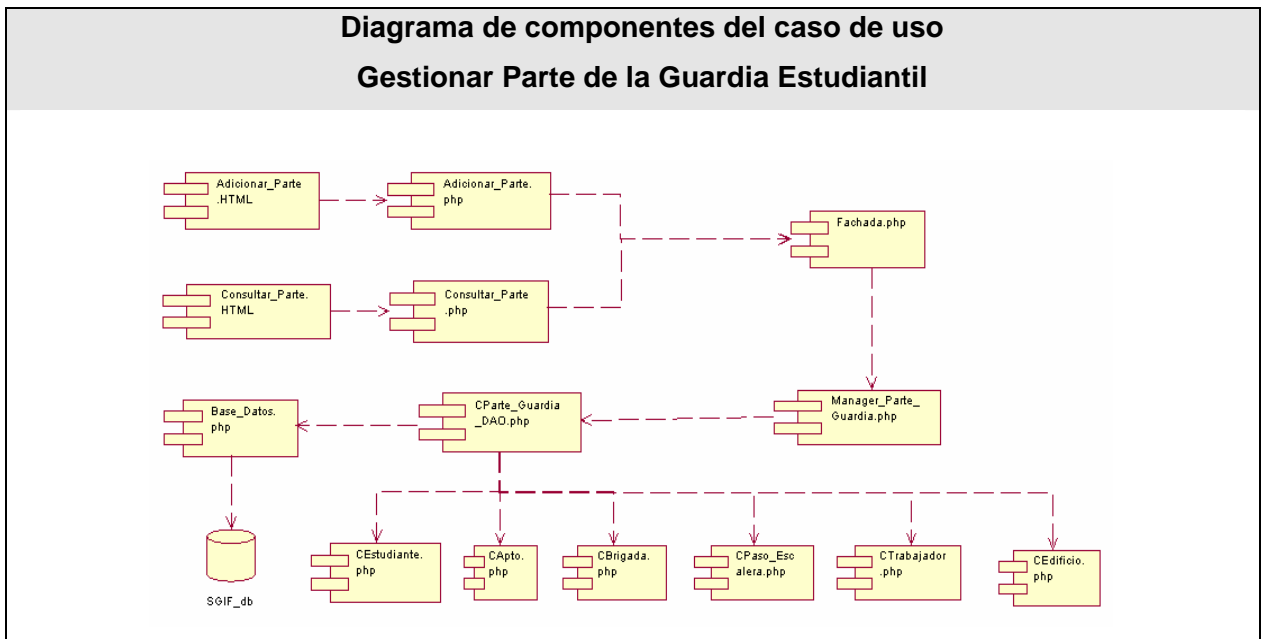 Diagrama de componentes del caso de uso
Gestionar Parte de la Guardia Estudiantil
Adicionar_Parte
.HTML
Adicionar_Parte.
php
Fachada.php
Consultar_Parte.
HTML
Consultar_Parte
.php
Base_Datos.
php
CParte_Guardia
_DAO.php
Manager_Parte_
Guardia.php
SGIF_db
CEstudiante.
php
CApto.
php
CBrigada.
php
CPaso_Esc
alera.php
CTrabajador
.php
CEdificio.
php